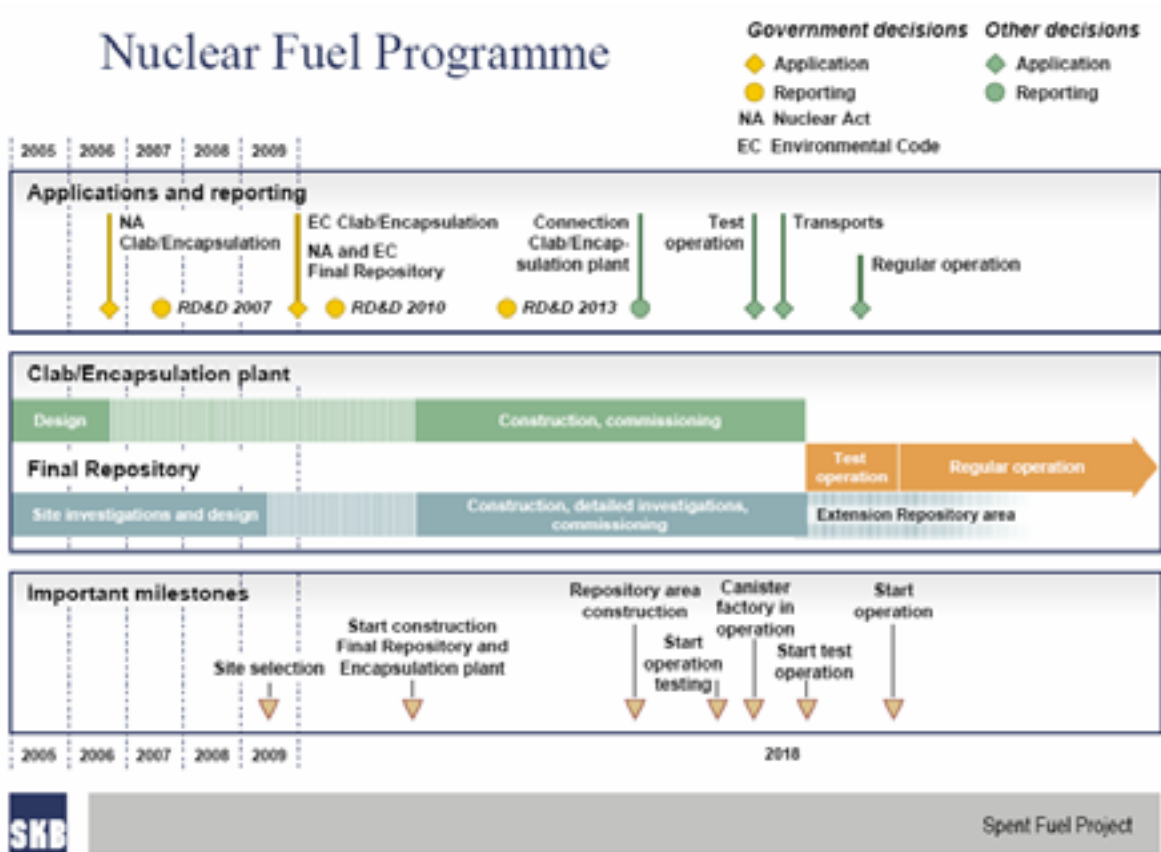 Nuclear Fuel Programme
Government decisions
Application
Reporting
NA Nuclear Act
EC Environmental Code
Other decisions
Application
Reporting
2005 2006 2007 2008 2009
Applications and reporting
NA
Clab/Encapsulation
EC Clab/Encapsulation
NA and EC
Final Repository
Connection
Clab/Encap-
sulation plant
Test
operation
Transports
Regular operation
RD&D 2007
RD&D 2010
RD&D 2013
Clab/Encapsulation plant
Design
Construction, commissioning
Final Repository
Test
operation
Regular operation
Site investigations and design
Construction, detailed investigations,
commissioning
Extension Repository area
Important milestones
Site selection
Start construction
Final Repository and
Encapsulation plant
Repository area
construction
Start
operation
testing
Canister
factory in
operation
Start test
operation
Start
operation
2005 2006 2007 2008 2009
2018
SKB
Spent Fuel Project